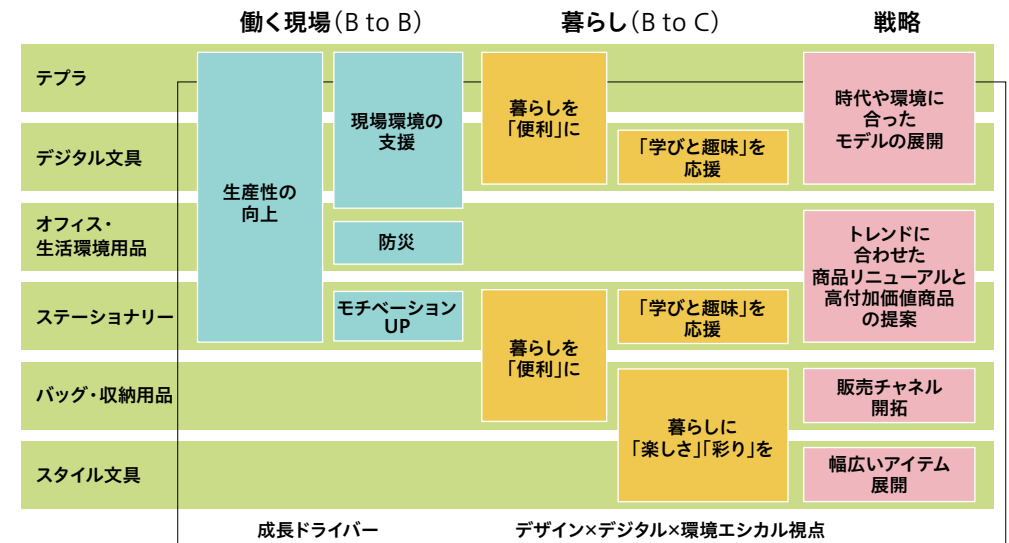 働く現場(B to B)
暮らし(B to C)
戦略
テプラ
デジタル文具
オフィス・
生活環境用品
ステーショナリー
バッグ・収納用品
スタイル文具
生産性の
向上
現場環境の
支援
防災
モチベーション
UP
暮らしを
「便利」に
「学びと趣味」を
応援
暮らしを
「便利」に
「学びと趣味」を
応援
暮らしに
「楽しさ」「彩り」を
時代や環境に
合った
モデルの展開
トレンドに
合わせた
商品リニューアルと
高付加価値商品
の提案
販売チャネル
開拓
幅広いアイテム
展開
成長ドライバー
デザイン×デジタル×環境エシカル視点